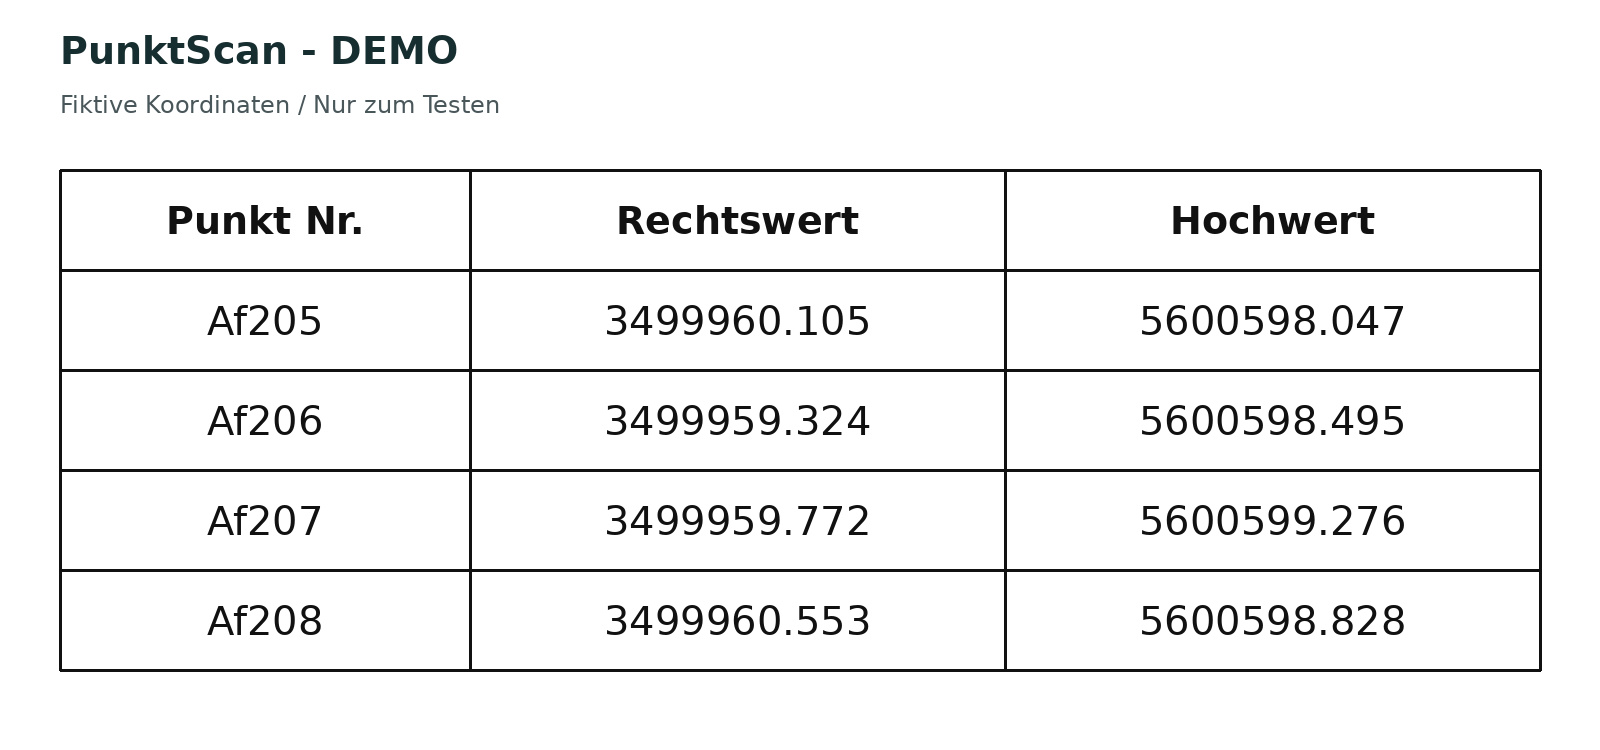 PunktScan - DEMO
Fiktive Koordinaten / Nur zum Testen
Punkt Nr. Rechtswert Hochwert
Af205 3499960.105 5600598.047
Af206 3499959.324 5600598.495
Af207 3499959.772 5600599.276
Af208 3499960.553 5600598.828